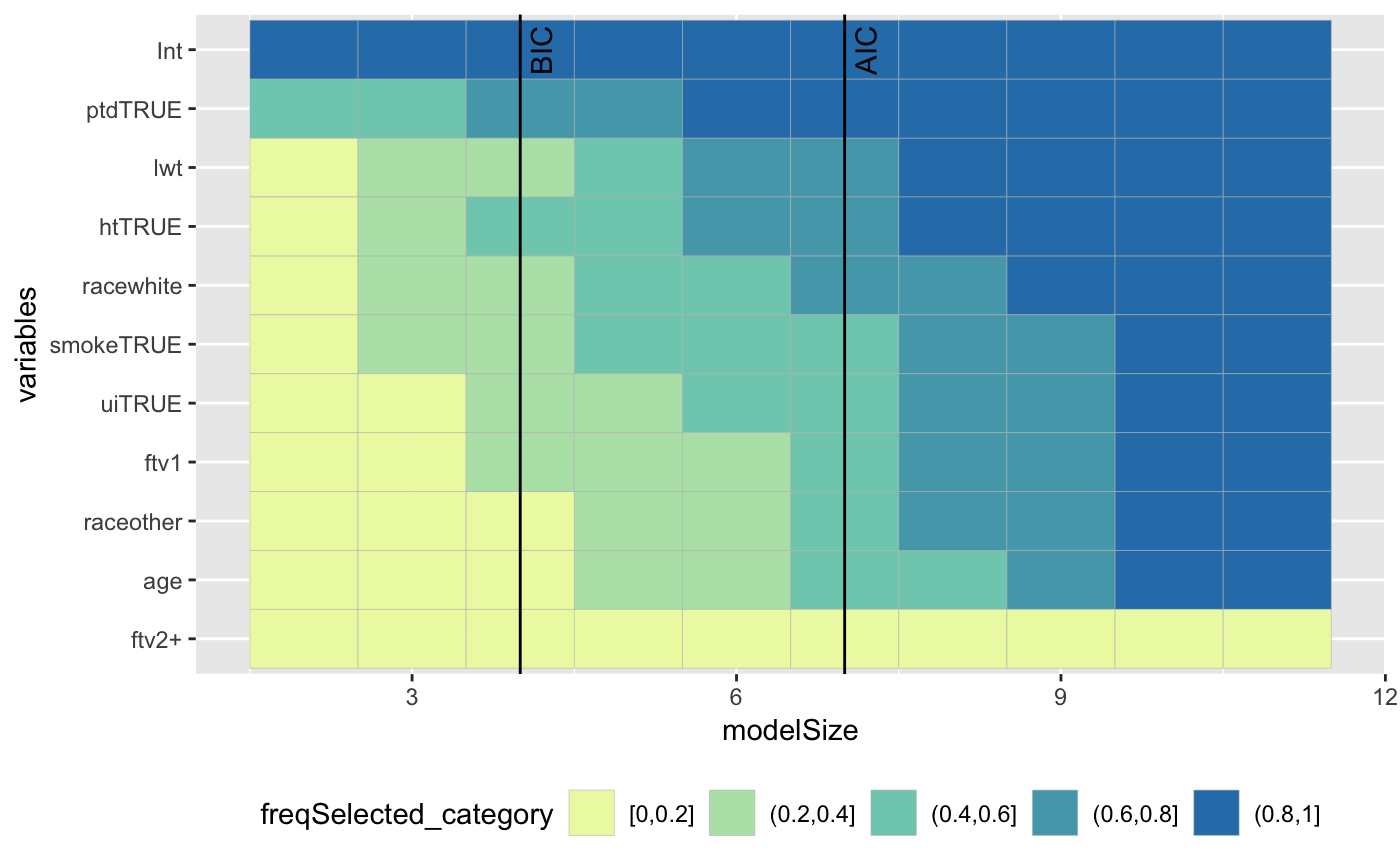 BIC
AIC
Int
ptdTRUE
lwt
htTRUE
racewhite
smokeTRUE
uiTRUE
ftv1
raceother
age
ftv2+
variables
3 6 9 12
modelSize
freqSelected_category [0,0.2] (0.2,0.4] (0.4,0.6] (0.6,0.8] (0.8,1]